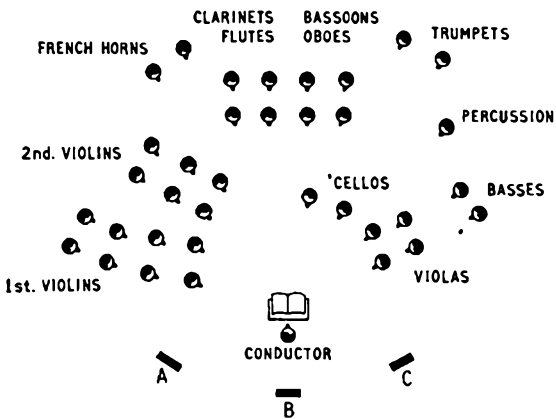 CLARINETS BASSOONS
FLUTES OBOES
FRENCH HORNS
TRUMPETS
PERCUSSION
2nd. VIOLINS
'CELLOS
BASSES
1st. VIOLINS
VIOLAS
CONDUCTOR
A
B
C